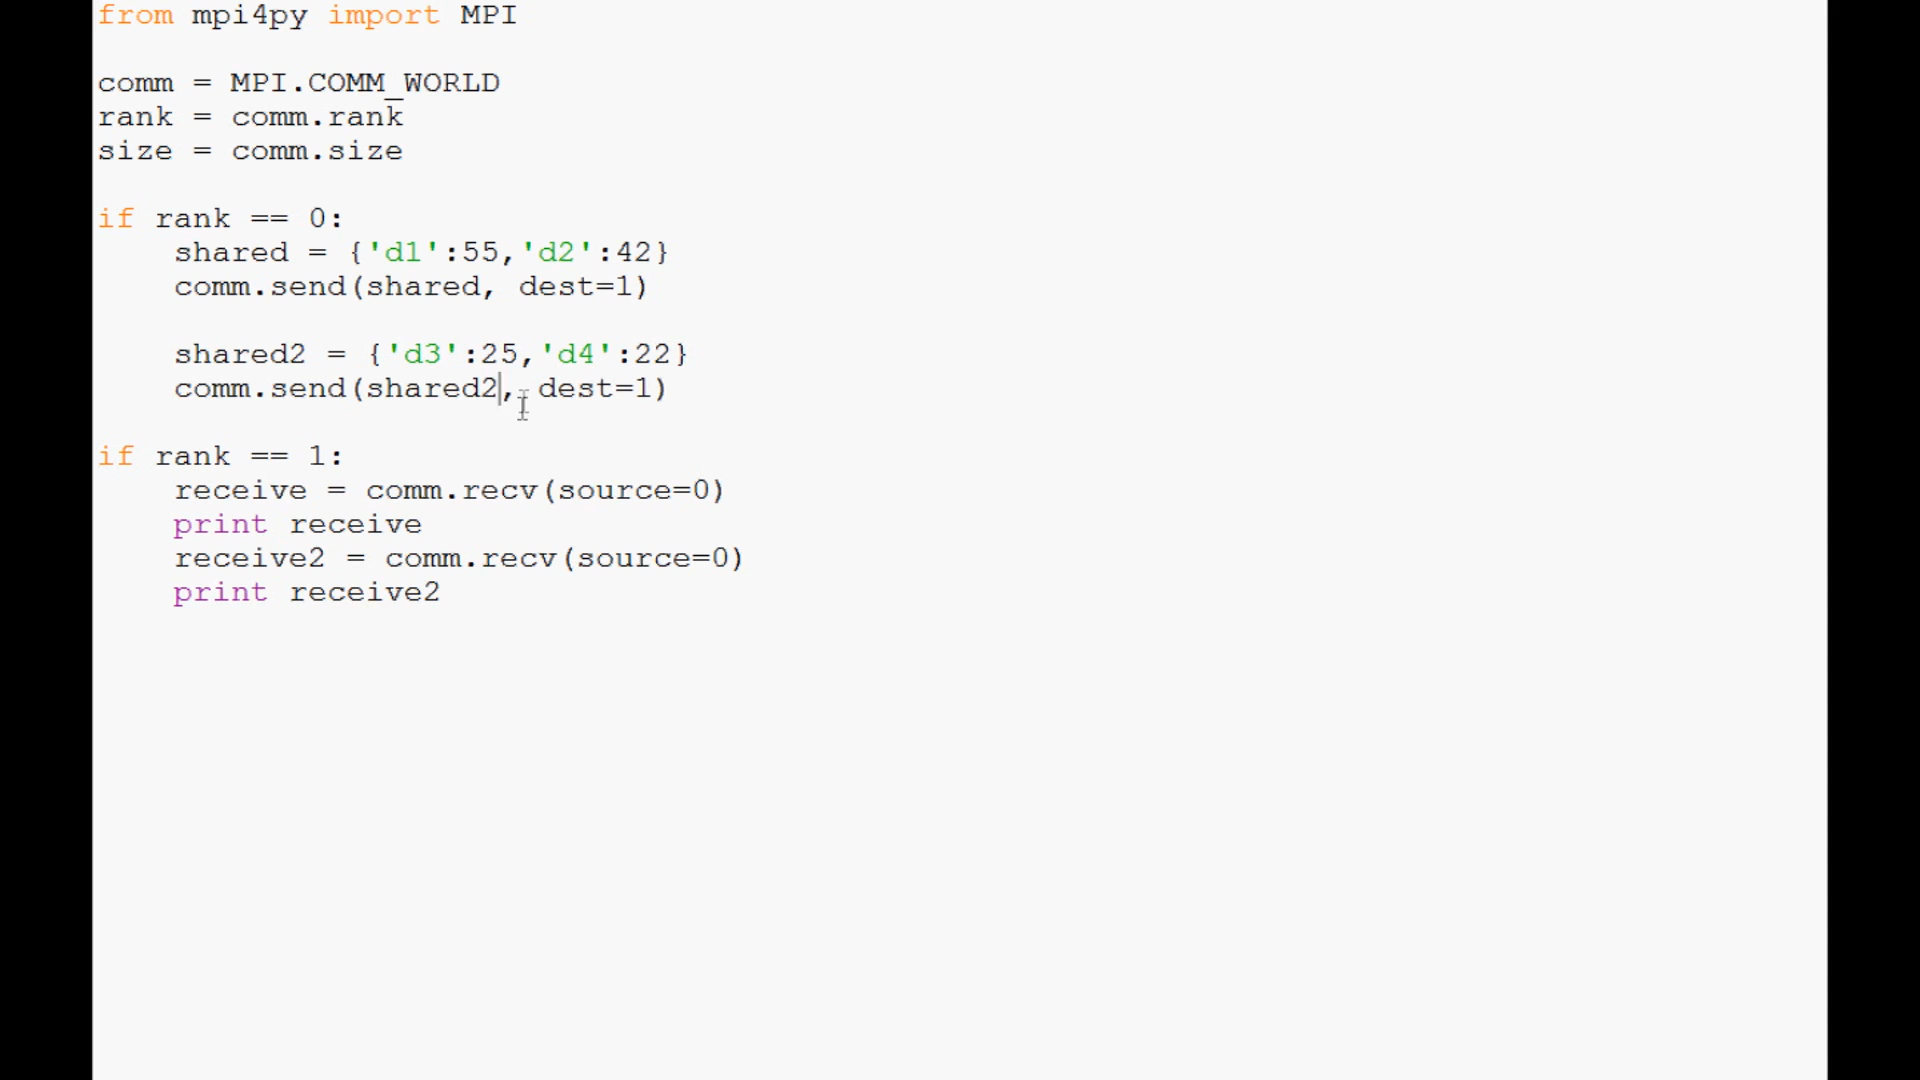 from mpi4py import MPI
comm = MPI.COMM_WORLD
rank = comm.rank
size = comm.size
if rank == 0:
    shared = {'d1':55,'d2':42}
    comm.send(shared, dest=1)
    shared2 = {'d3':25,'d4':22}
    comm.send(shared2, dest=1)
if rank == 1:
    receive = comm.recv(source=0)
    print receive
    receive2 = comm.recv(source=0)
    print receive2